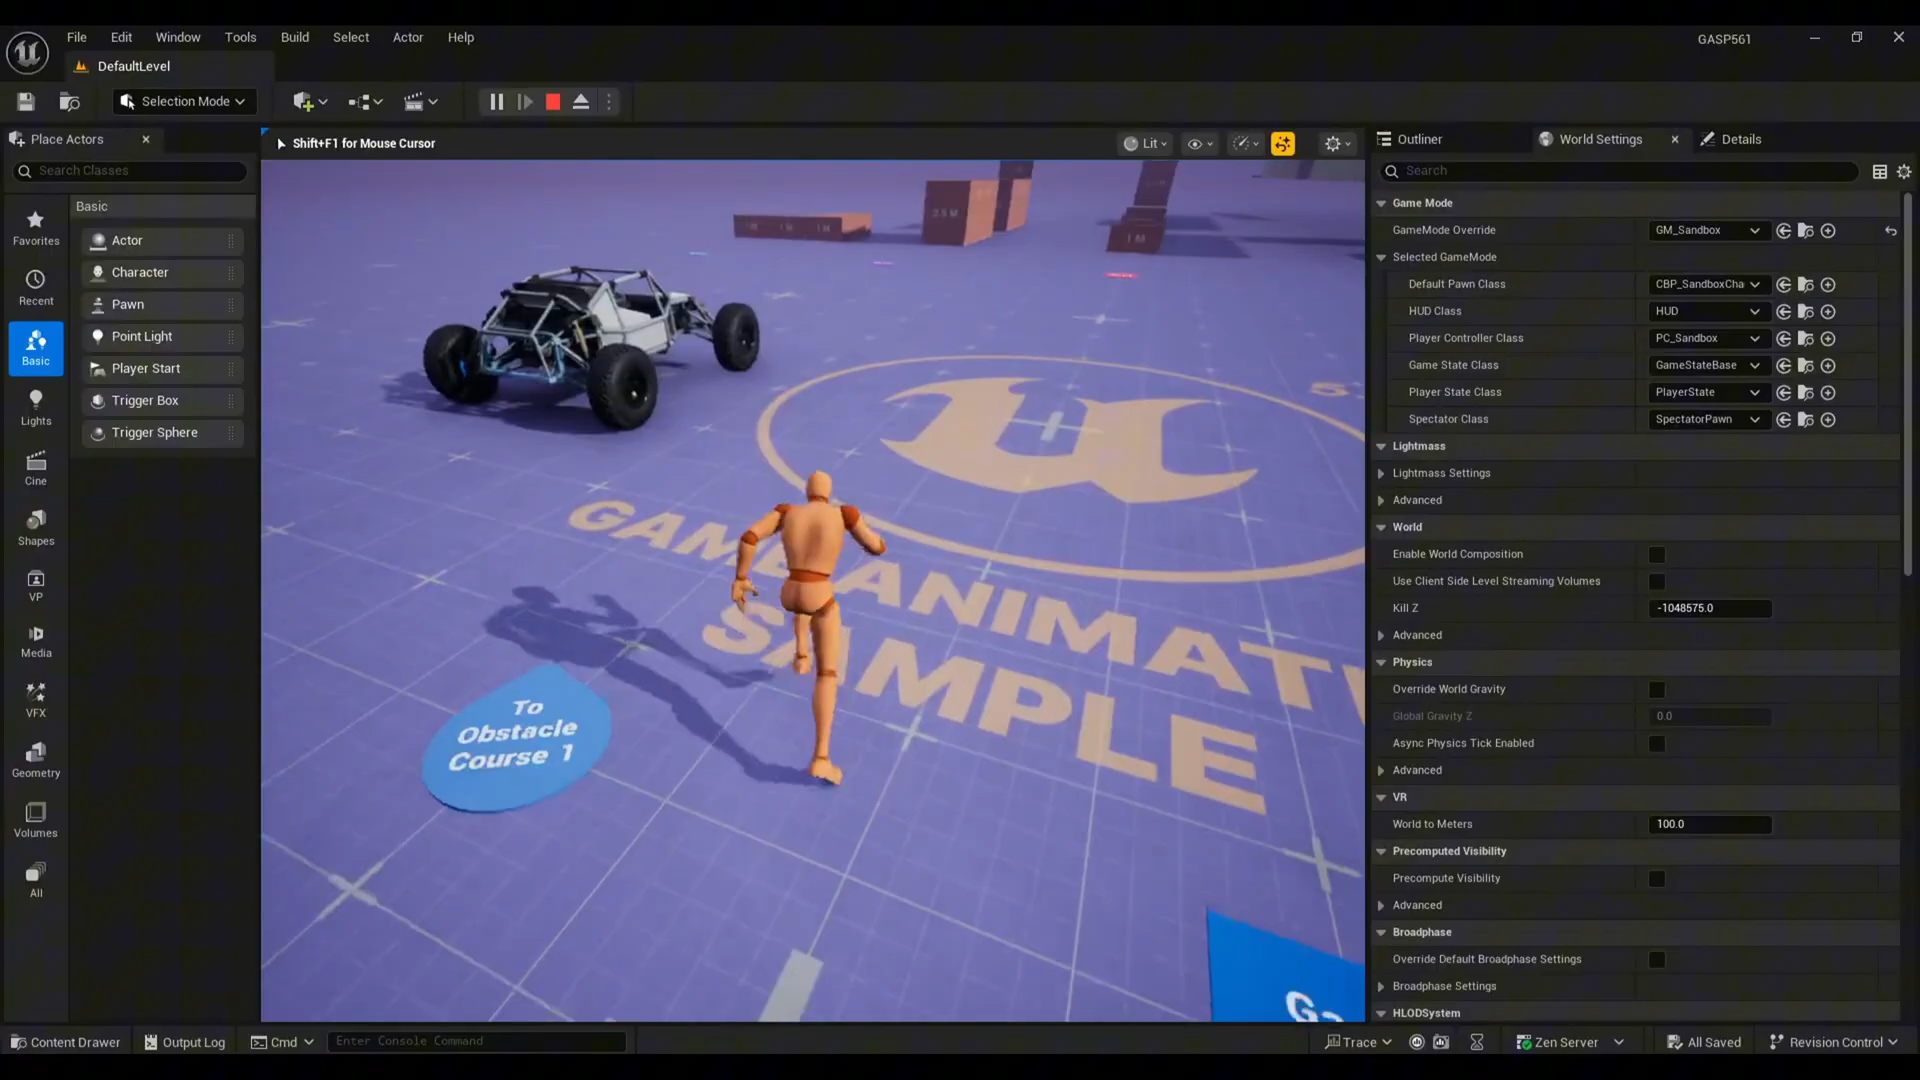 File Edit Window Tools Build Select Actor Help
GASP561
DefaultLevel
Selection Mode
Place Actors
Shift+F1 for Mouse Cursor
Lit
Outliner
World Settings
Details
Search Classes
Search
Basic
Favorites
Recent
Basic
Lights
Cine
Shapes
VP
Media
VFX
Geometry
Volumes
All
Actor
Character
Pawn
Point Light
Player Start
Trigger Box
Trigger Sphere
1 M
GAME ANIMATI
SAMPLE
To
Obstacle
Course 1
Game Mode
GameMode Override GM_Sandbox
Selected GameMode
Default Pawn Class CBP_SandboxCha
HUD Class HUD
Player Controller Class PC_Sandbox
Game State Class GameStateBase
Player State Class PlayerState
Spectator Class SpectatorPawn
Lightmass
Lightmass Settings
Advanced
World
Enable World Composition
Use Client Side Level Streaming Volumes
Kill Z -1048575.0
Advanced
Physics
Override World Gravity
Global Gravity Z 0.0
Async Physics Tick Enabled
Advanced
VR
World to Meters 100.0
Precomputed Visibility
Precompute Visibility
Advanced
Broadphase
Override Default Broadphase Settings
Broadphase Settings
HLODSystem
Content Drawer
Output Log
Cmd
Enter Console Command
Trace
Zen Server
All Saved
Revision Control